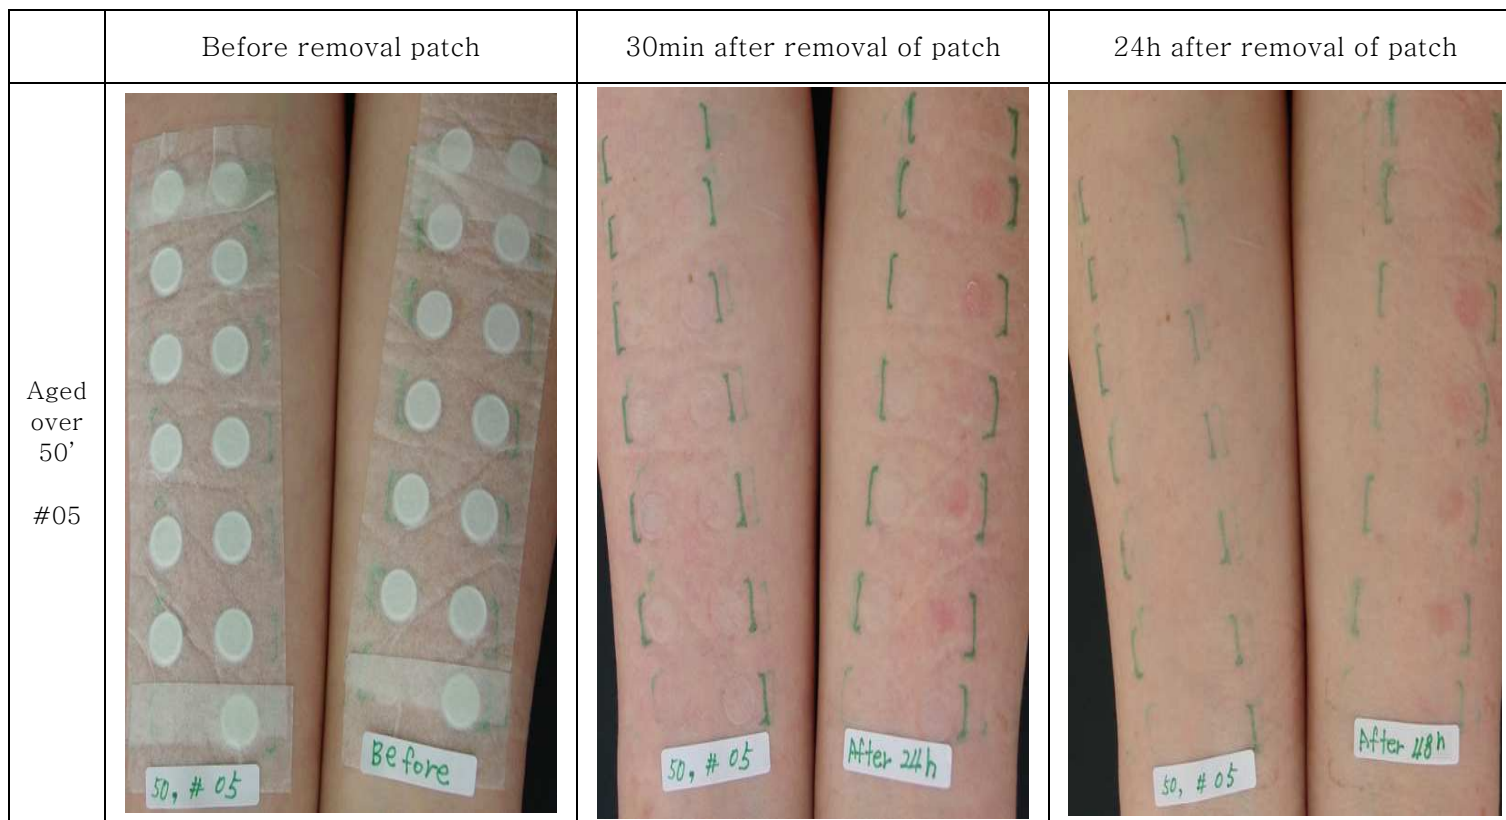 Before removal patch
30min after removal of patch
24h after removal of patch
Aged
over
50’
#05
50, # 05
Before
50, # 05
After 24h
50, # 05
After 48h